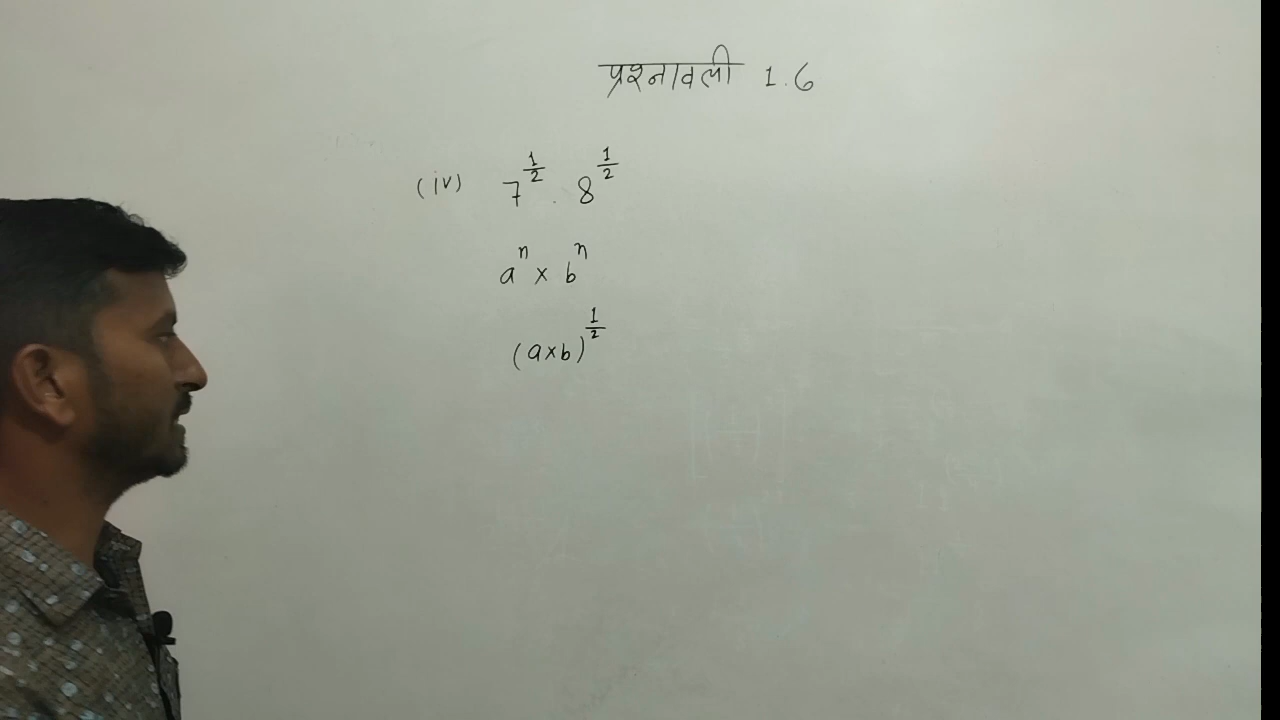 प्रश्नावली 1.6
(iv) 7^{1/2} . 8^{1/2}
a^n × b^n
(a×b)^{1/2}